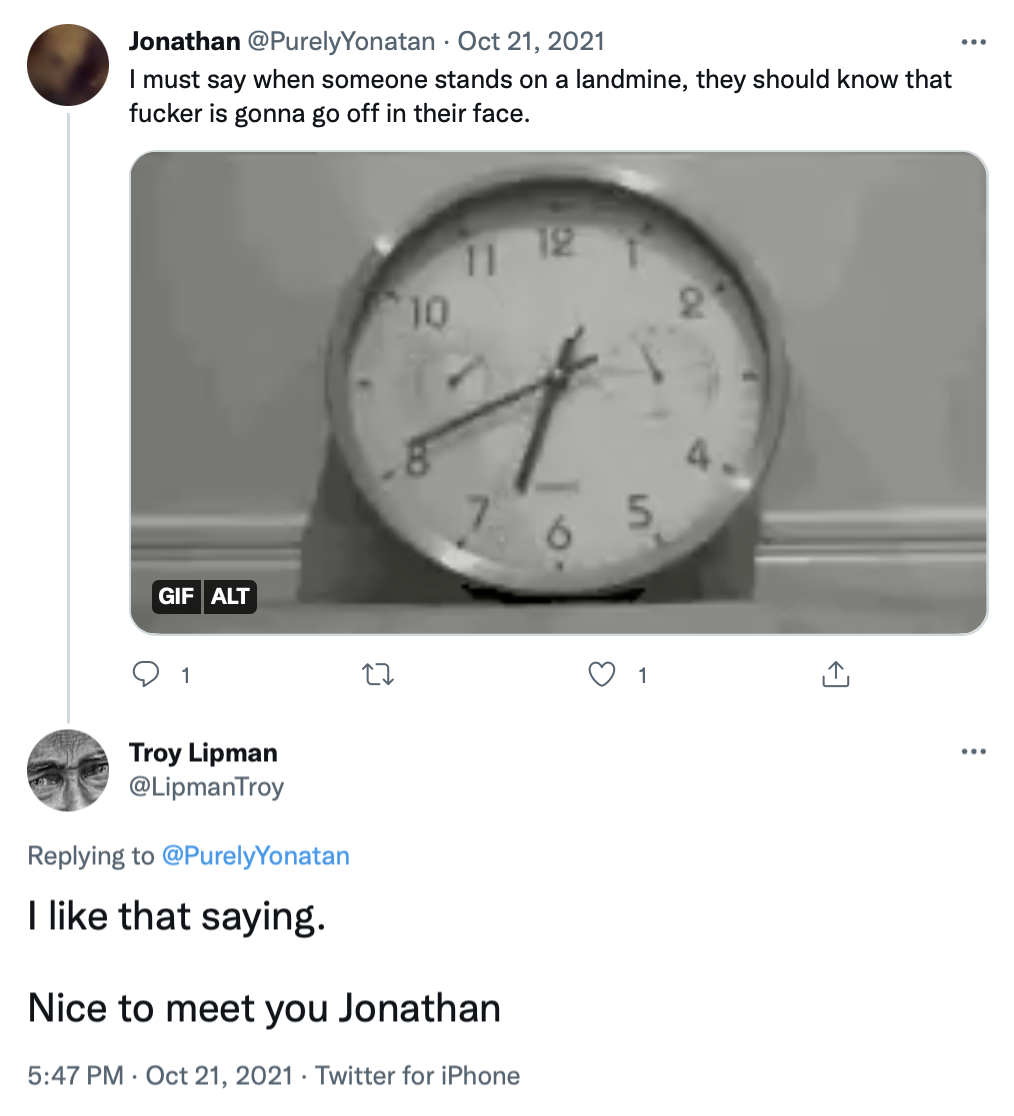 Jonathan @PurelyYonatan · Oct 21, 2021
I must say when someone stands on a landmine, they should know that
fucker is gonna go off in their face.
12
11
1
10
2
8
4
7
5
6
GIF ALT
1
1
Troy Lipman
@LipmanTroy
Replying to @PurelyYonatan
I like that saying.
Nice to meet you Jonathan
5:47 PM · Oct 21, 2021 · Twitter for iPhone